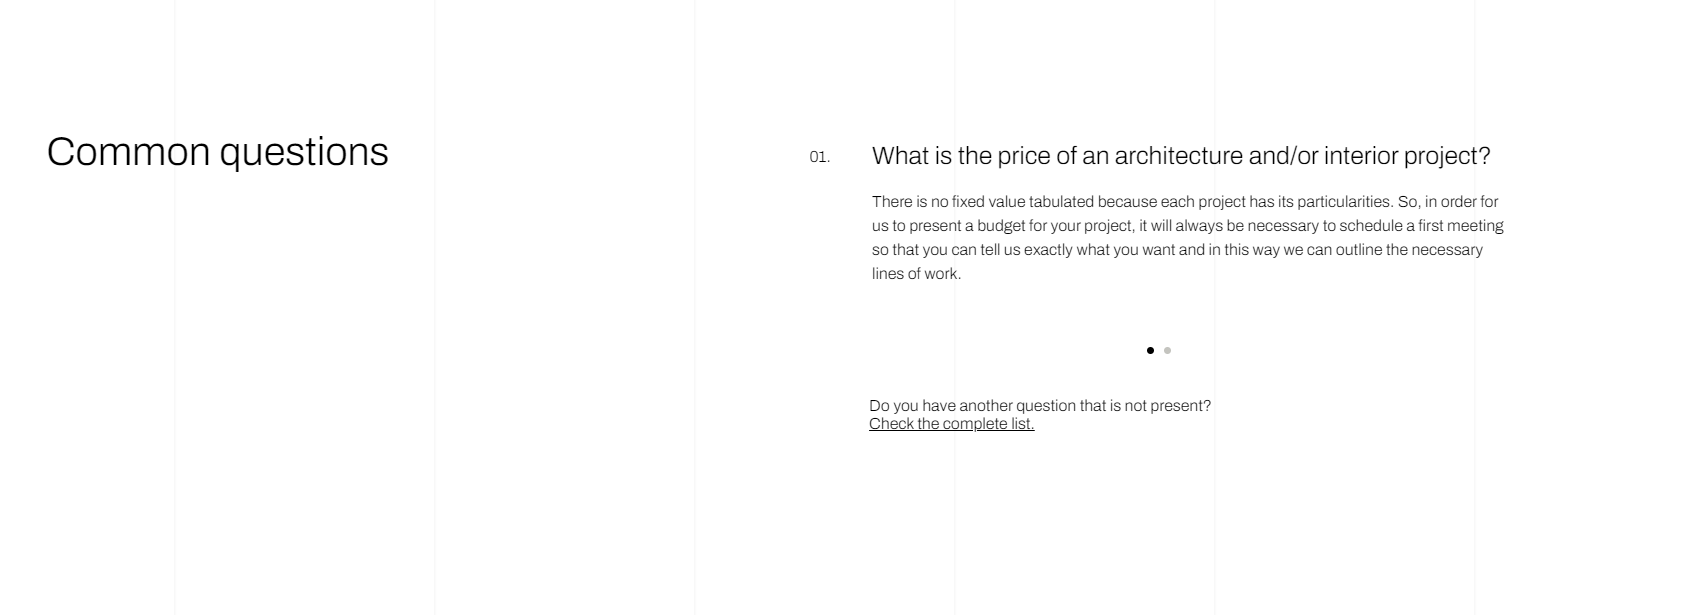 Common questions
01.
What is the price of an architecture and/or interior project?
There is no fixed value tabulated because each project has its particularities. So, in order for
us to present a budget for your project, it will always be necessary to schedule a first meeting
so that you can tell us exactly what you want and in this way we can outline the necessary
lines of work.
Do you have another question that is not present?
Check the complete list.